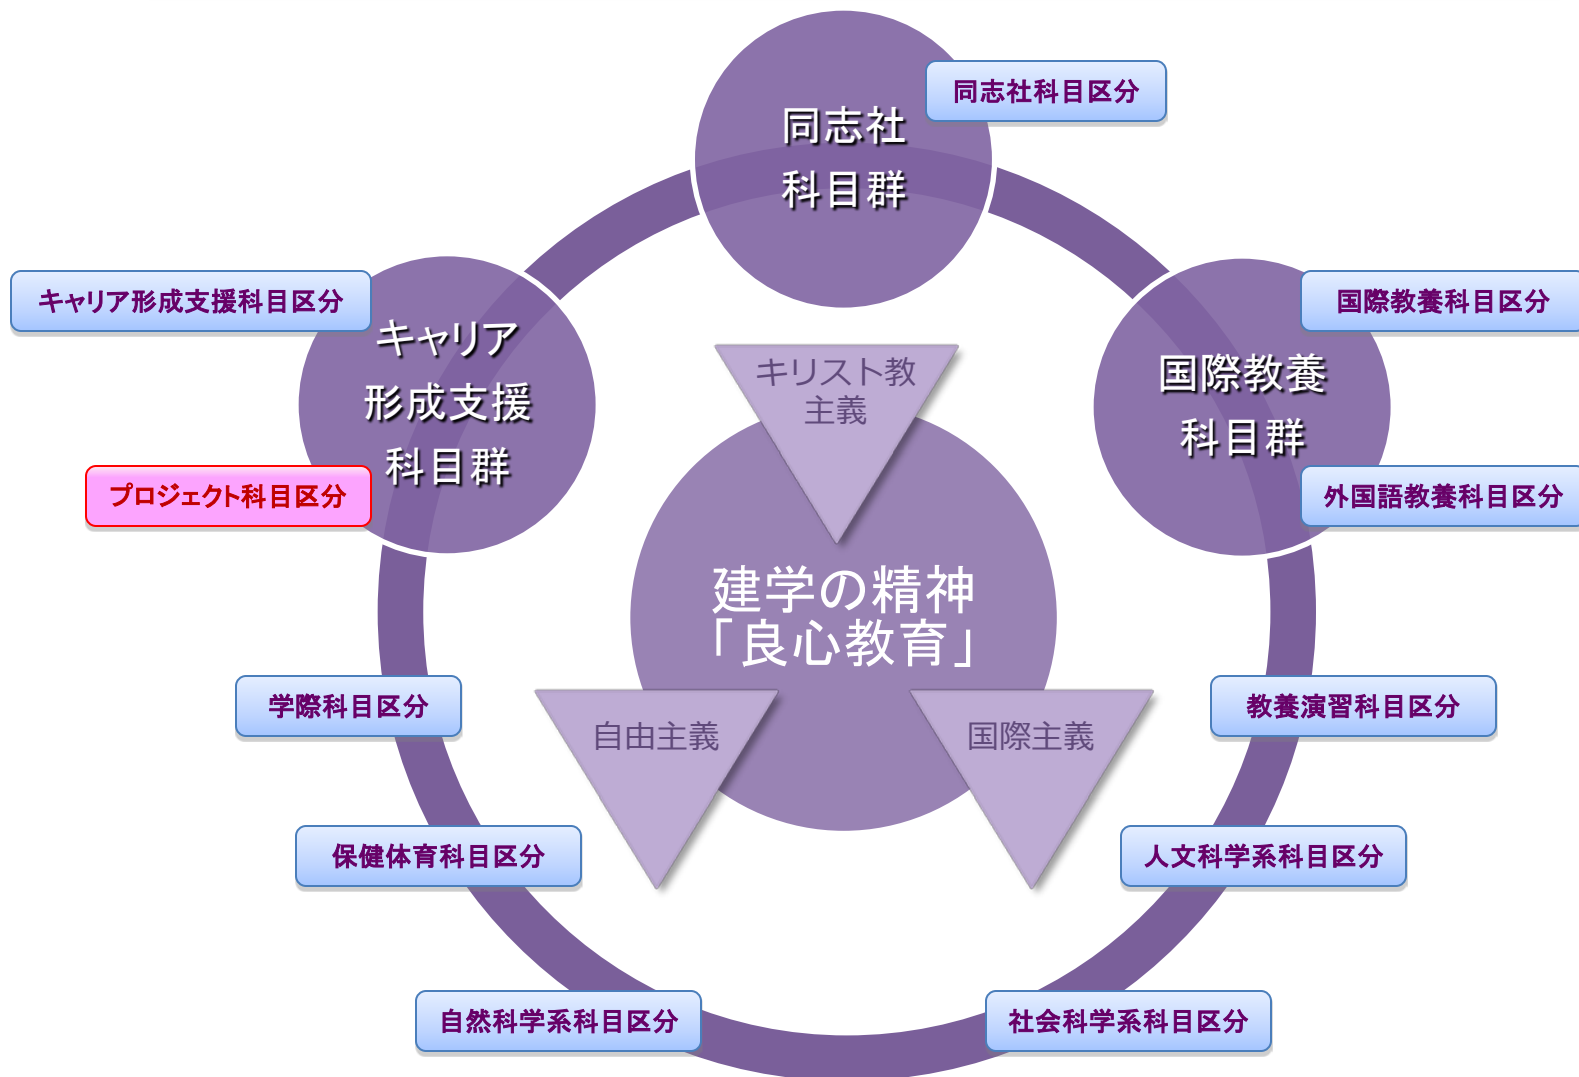 同志社科目区分
同志社
科目群
キャリア形成支援科目区分
キャリア
形成支援
科目群
プロジェクト科目区分
国際教養科目区分
国際教養
科目群
外国語教養科目区分
キリスト教
主義
建学の精神
「良心教育」
自由主義
国際主義
学際科目区分
教養演習科目区分
保健体育科目区分
人文科学系科目区分
自然科学系科目区分
社会科学系科目区分